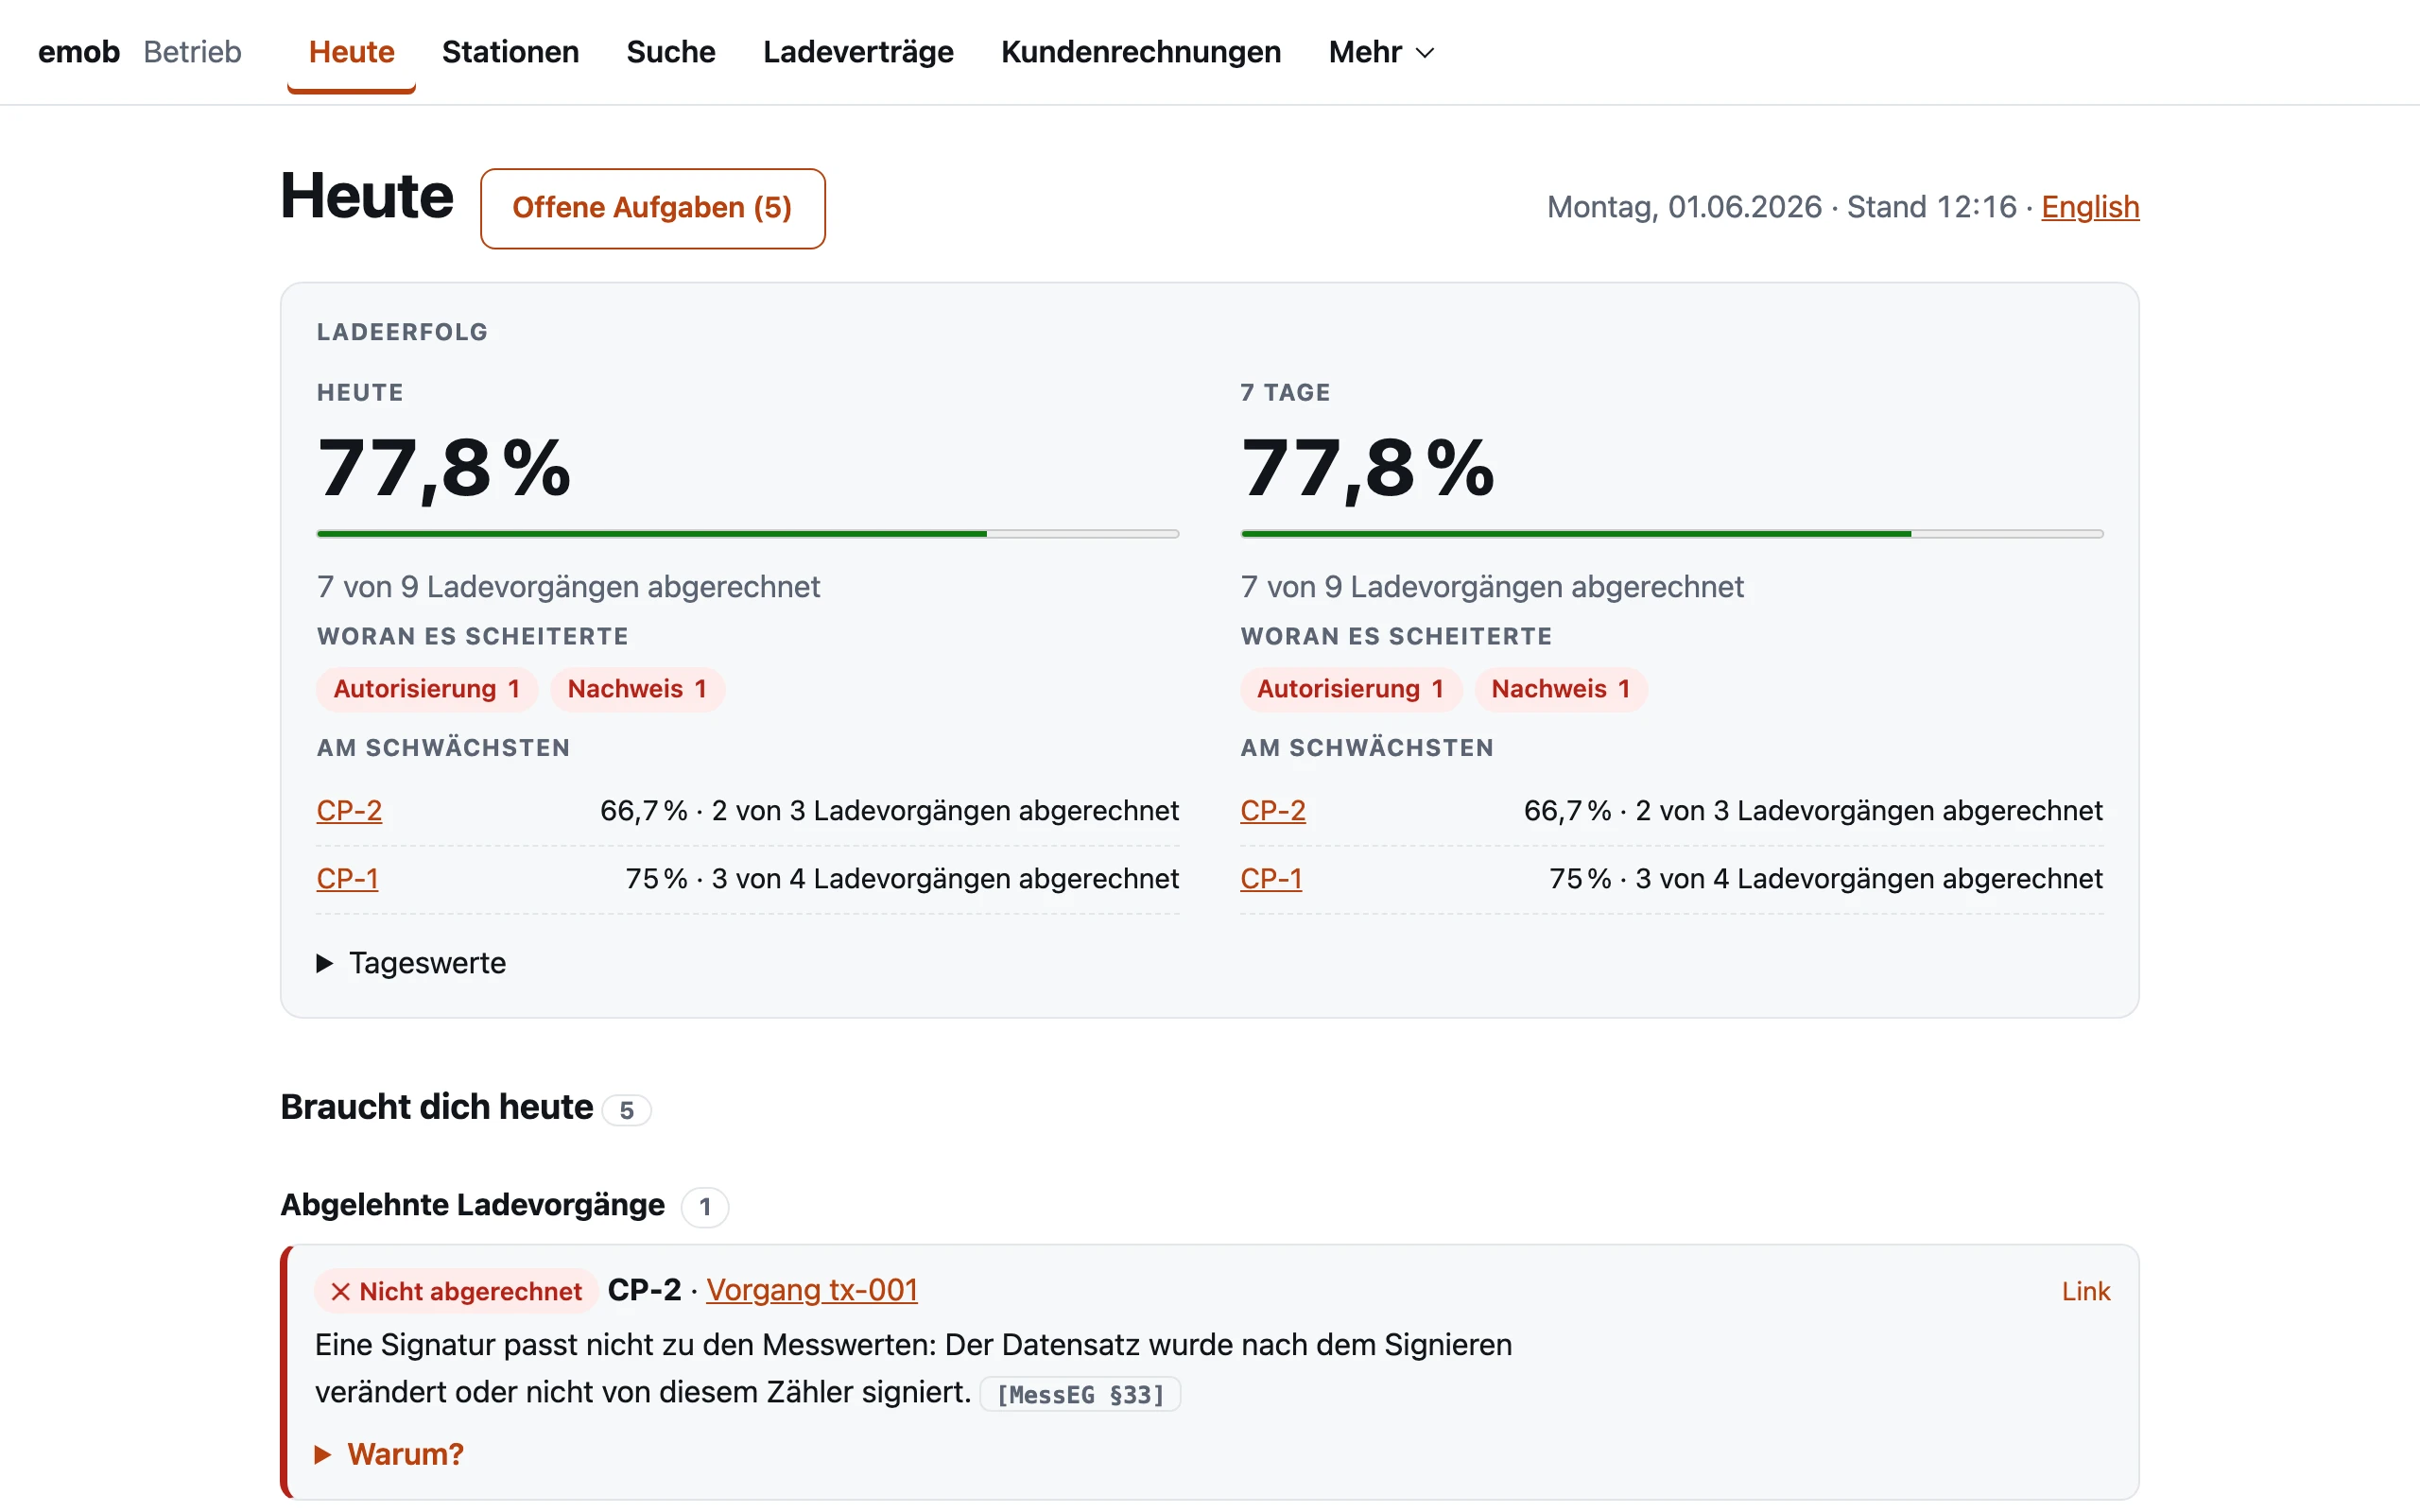 emob Betrieb Heute Stationen Suche Ladeverträge Kundenrechnungen Mehr
Heute Offene Aufgaben (5) Montag, 01.06.2026 · Stand 12:16 · English
LADEERFOLG
HEUTE
77,8 %
7 von 9 Ladevorgängen abgerechnet
WORAN ES SCHEITERTE
Autorisierung 1 Nachweis 1
AM SCHWÄCHSTEN
CP-2 66,7 % · 2 von 3 Ladevorgängen abgerechnet
CP-1 75 % · 3 von 4 Ladevorgängen abgerechnet
7 TAGE
77,8 %
7 von 9 Ladevorgängen abgerechnet
WORAN ES SCHEITERTE
Autorisierung 1 Nachweis 1
AM SCHWÄCHSTEN
CP-2 66,7 % · 2 von 3 Ladevorgängen abgerechnet
CP-1 75 % · 3 von 4 Ladevorgängen abgerechnet
Tageswerte
Braucht dich heute 5
Abgelehnte Ladevorgänge 1
Nicht abgerechnet CP-2 · Vorgang tx-001 Link
Eine Signatur passt nicht zu den Messwerten: Der Datensatz wurde nach dem Signieren
verändert oder nicht von diesem Zähler signiert. [MessEG §33]
Warum?